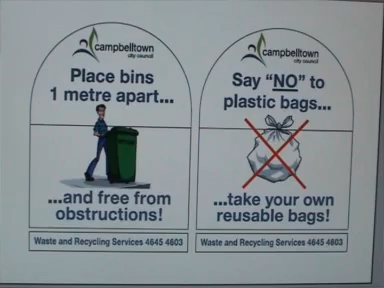 campbelltown
city council
Place bins
1 metre apart...
...and free from
obstructions!
Waste and Recycling Services 4645 4603
campbelltown
city council
Say "NO" to
plastic bags...
...take your own
reusable bags!
Waste and Recycling Services 4645 4603